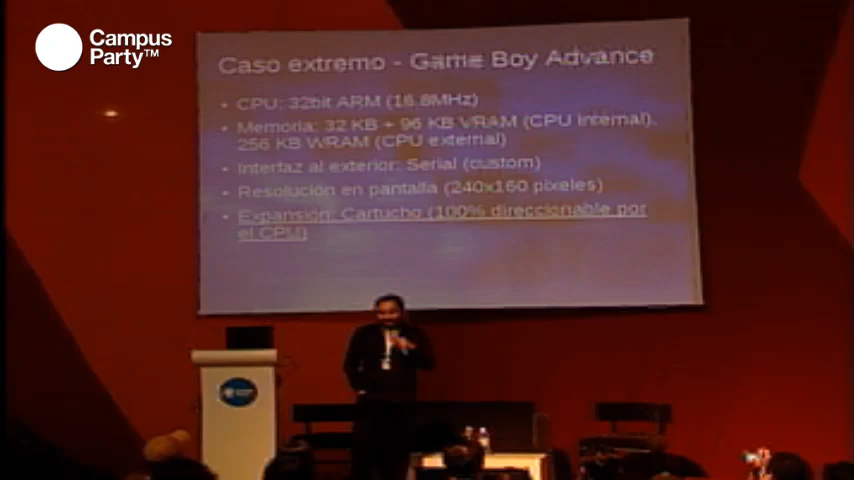 Campus
Party™
Caso extremo - Game Boy Advance
• CPU: 32bit ARM (16.8MHz)
• Memoria: 32 KB + 96 KB VRAM (CPU internal),
256 KB WRAM (CPU external)
• Interfaz al exterior: Serial (custom)
• Resolución en pantalla (240x160 pixeles)
• Expansión: Cartucho (100% direccionable por
el CPU)